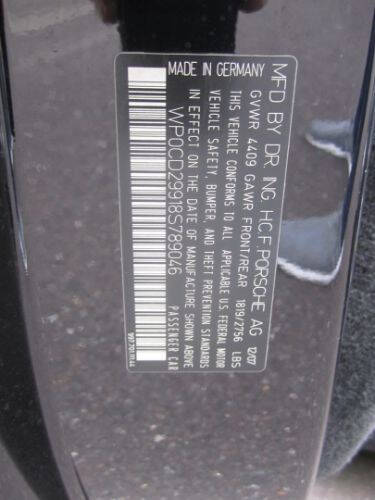 MFD BY DR. ING. H.C.F. PORSCHE AG 12/07
GVWR 4409 GAWR FRONT/REAR 1819/2756 LBS
THIS VEHICLE CONFORMS TO ALL APPLICABLE U.S. FEDERAL MOTOR
VEHICLE SAFETY, BUMPER, AND THEFT PREVENTION STANDARDS
IN EFFECT ON THE DATE OF MANUFACTURE SHOWN ABOVE
WP0CD29918S789046 PASSENGER CAR
MADE IN GERMANY